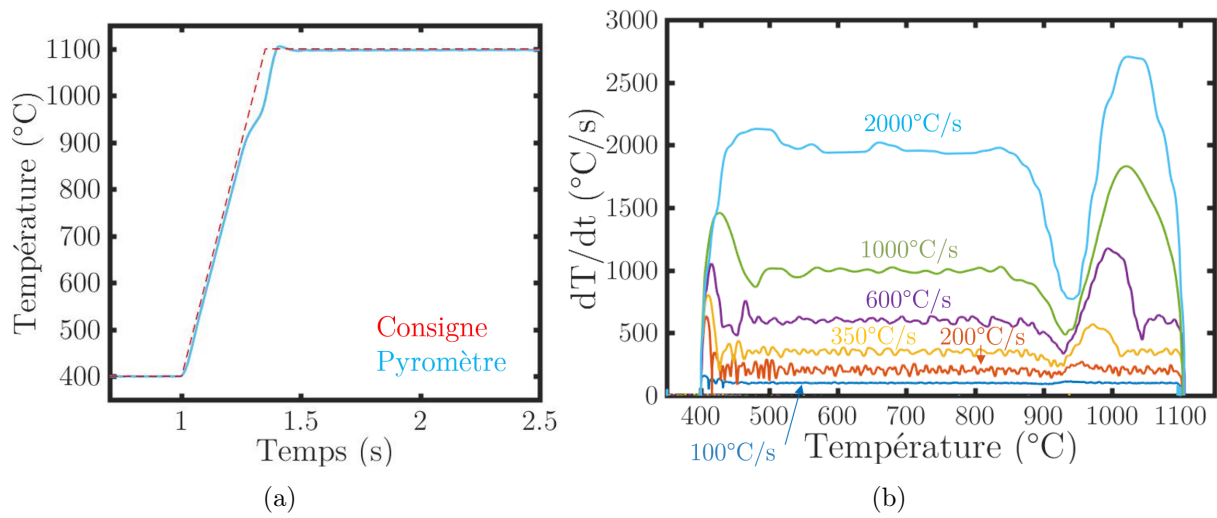 1100
1000
900
800
700
600
500
400
Température (°C)
1
1.5
2
2.5
Temps (s)
Consigne
Pyromètre
(a)
3000
2500
2000
1500
1000
500
0
dT/dt (°C/s)
2000°C/s
1000°C/s
600°C/s
350°C/s
200°C/s
100°C/s
400 500 600 700 800 900 1000 1100
Température (°C)
(b)